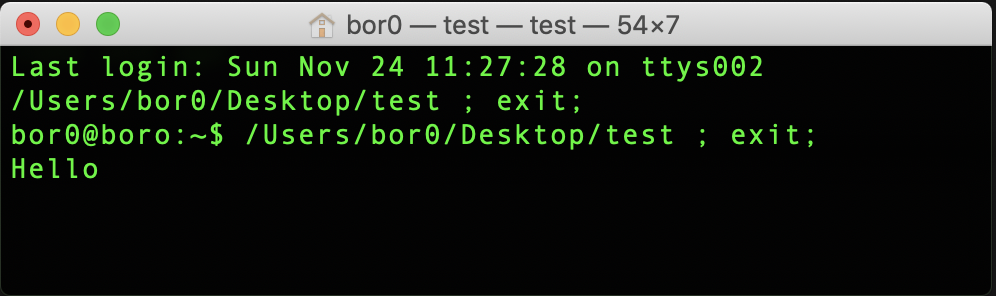 bor0 — test — test — 54×7
Last login: Sun Nov 24 11:27:28 on ttys002
/Users/bor0/Desktop/test ; exit;
bor0@boro:~$ /Users/bor0/Desktop/test ; exit;
Hello